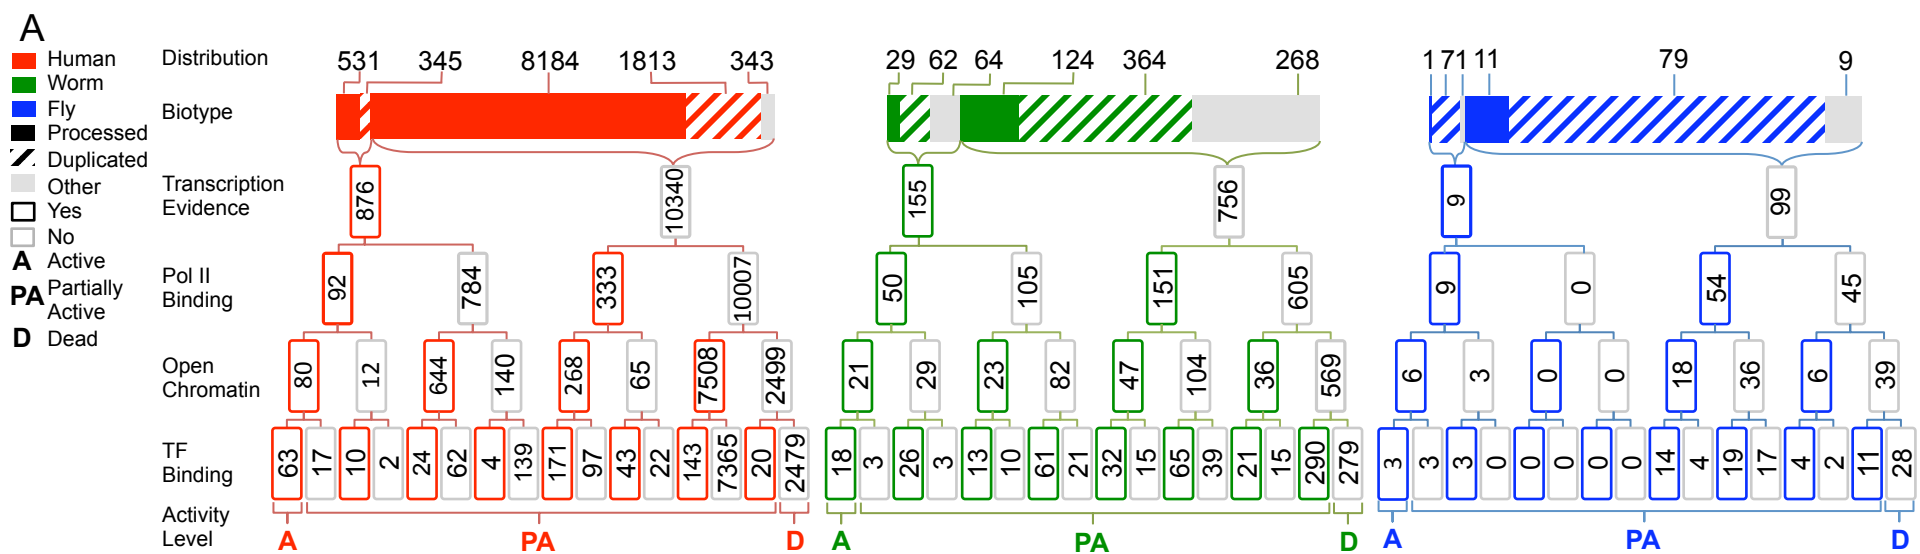 A
Human
Worm
Fly
Processed
Duplicated
Other
Yes
No
A Active
PA Partially
Active
D Dead
Distribution 531 345 8184 1813 343 29 62 64 124 364 268 1 7 1 11 79 9
Biotype
Transcription
Evidence
876 10340 155 756 9 99
Pol II
Binding
92 784 333 10007 50 105 151 605 9 0 54 45
Open
Chromatin
80 12 644 140 268 65 7508 2499 21 29 23 82 47 104 36 569 6 3 0 0 18 36 6 39
TF
Binding
63 17 10 2 24 62 4 139 171 97 43 22 143 7365 20 2479 18 3 26 3 13 10 61 21 32 15 65 39 21 15 290 279 3 3 3 0 0 0 0 0 14 4 19 17 4 2 11 28
Activity
Level
A PA D A PA D A PA D